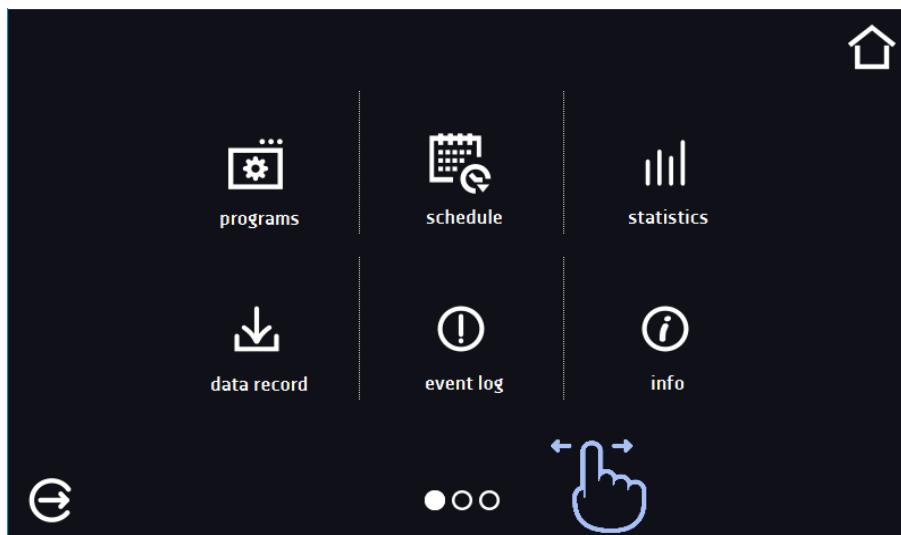 programs
schedule
statistics
data record
event log
info